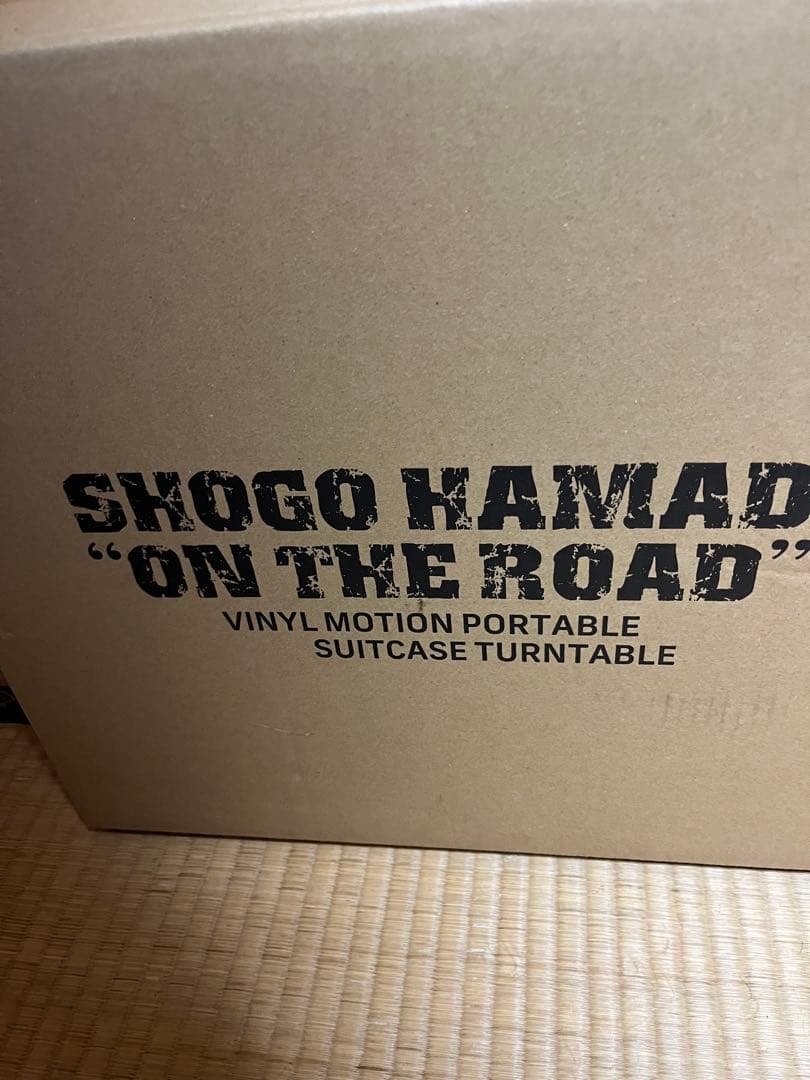 SHOGO HAMAD
“ON THE ROAD”
VINYL MOTION PORTABLE
SUITCASE TURNTABLE